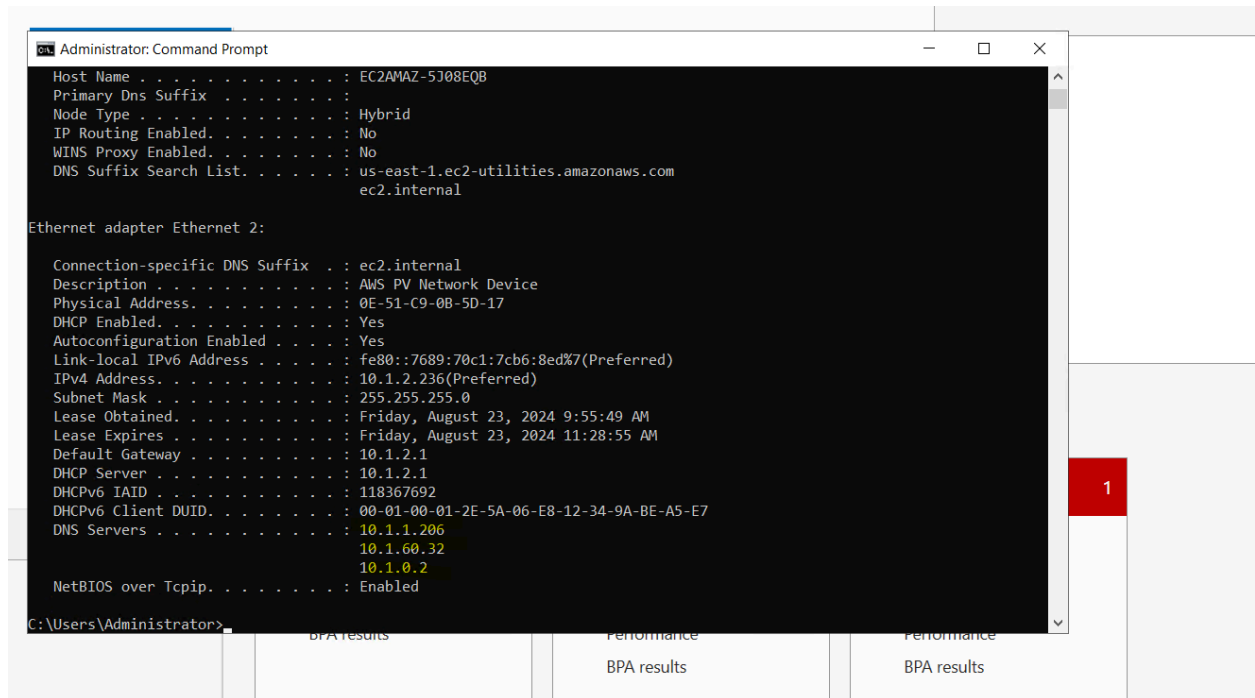 Administrator: Command Prompt
Host Name . . . . . . . . . . . . : EC2AMAZ-5J08EQB
Primary Dns Suffix  . . . . . . . :
Node Type . . . . . . . . . . . . : Hybrid
IP Routing Enabled. . . . . . . . : No
WINS Proxy Enabled. . . . . . . . : No
DNS Suffix Search List. . . . . . : us-east-1.ec2-utilities.amazonaws.com
ec2.internal
Ethernet adapter Ethernet 2:
Connection-specific DNS Suffix  . : ec2.internal
Description . . . . . . . . . . . : AWS PV Network Device
Physical Address. . . . . . . . . : 0E-51-C9-0B-5D-17
DHCP Enabled. . . . . . . . . . . : Yes
Autoconfiguration Enabled . . . . : Yes
Link-local IPv6 Address . . . . . : fe80::7689:70c1:7cb6:8ed%7(Preferred)
IPv4 Address. . . . . . . . . . . : 10.1.2.236(Preferred)
Subnet Mask . . . . . . . . . . . : 255.255.255.0
Lease Obtained. . . . . . . . . . : Friday, August 23, 2024 9:55:49 AM
Lease Expires . . . . . . . . . . : Friday, August 23, 2024 11:28:55 AM
Default Gateway . . . . . . . . . : 10.1.2.1
DHCP Server . . . . . . . . . . . : 10.1.2.1
DHCPv6 IAID . . . . . . . . . . . : 118367692
DHCPv6 Client DUID. . . . . . . . : 00-01-00-01-2E-5A-06-E8-12-34-9A-BE-A5-E7
DNS Servers . . . . . . . . . . . : 10.1.1.206
10.1.60.32
10.1.0.2
NetBIOS over Tcpip. . . . . . . . : Enabled
C:\Users\Administrator>
1
BPA results
Performance
Performance
BPA results
BPA results